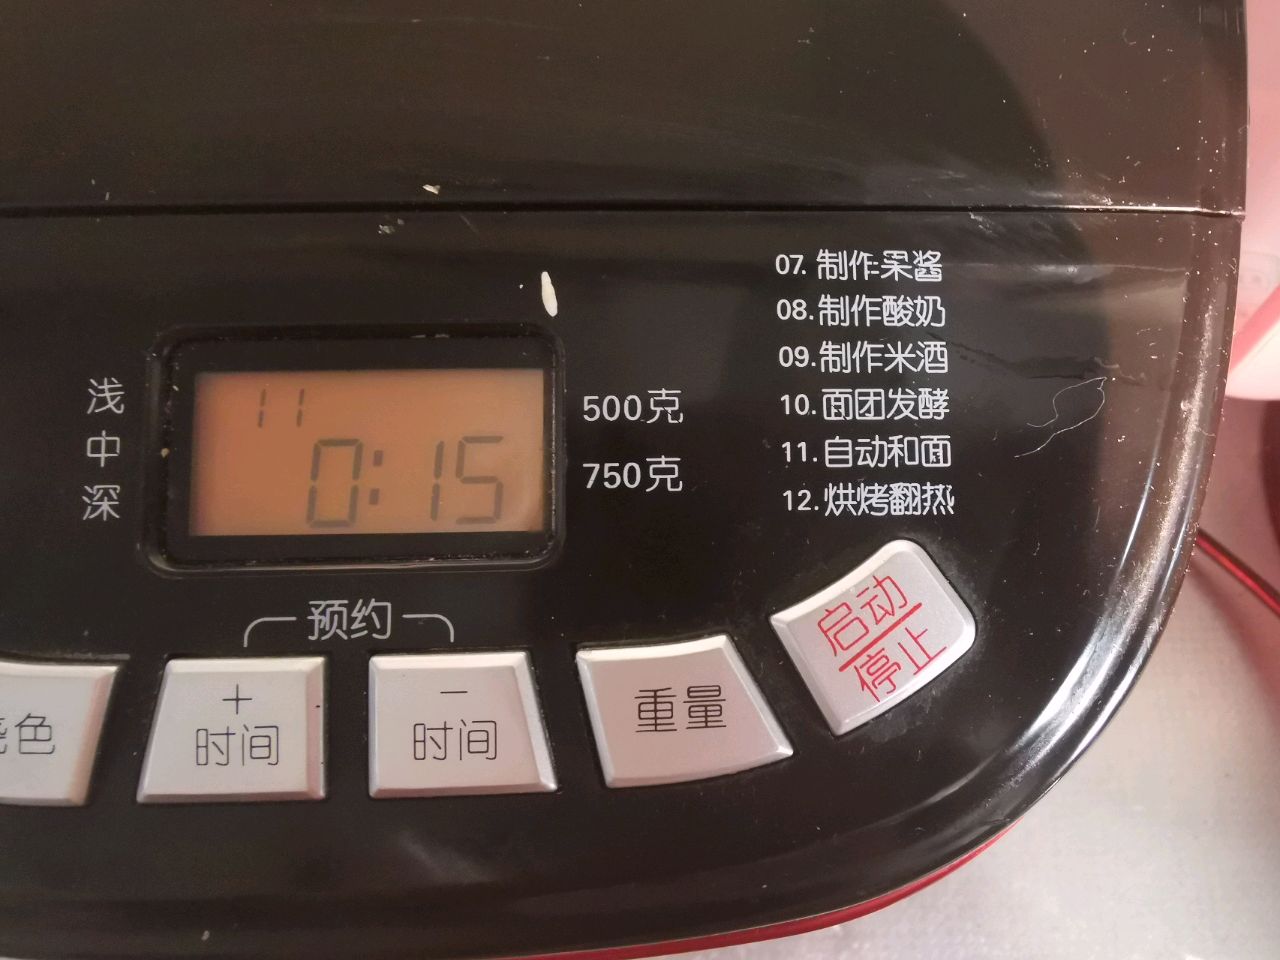 07.制作果酱
08.制作酸奶
09.制作米酒
10.面团发酵
11.自动和面
12.烘烤翻热
浅
中
深
11
0:15
500克
750克
预约
烧色
+
时间
-
时间
重量
启动
停止